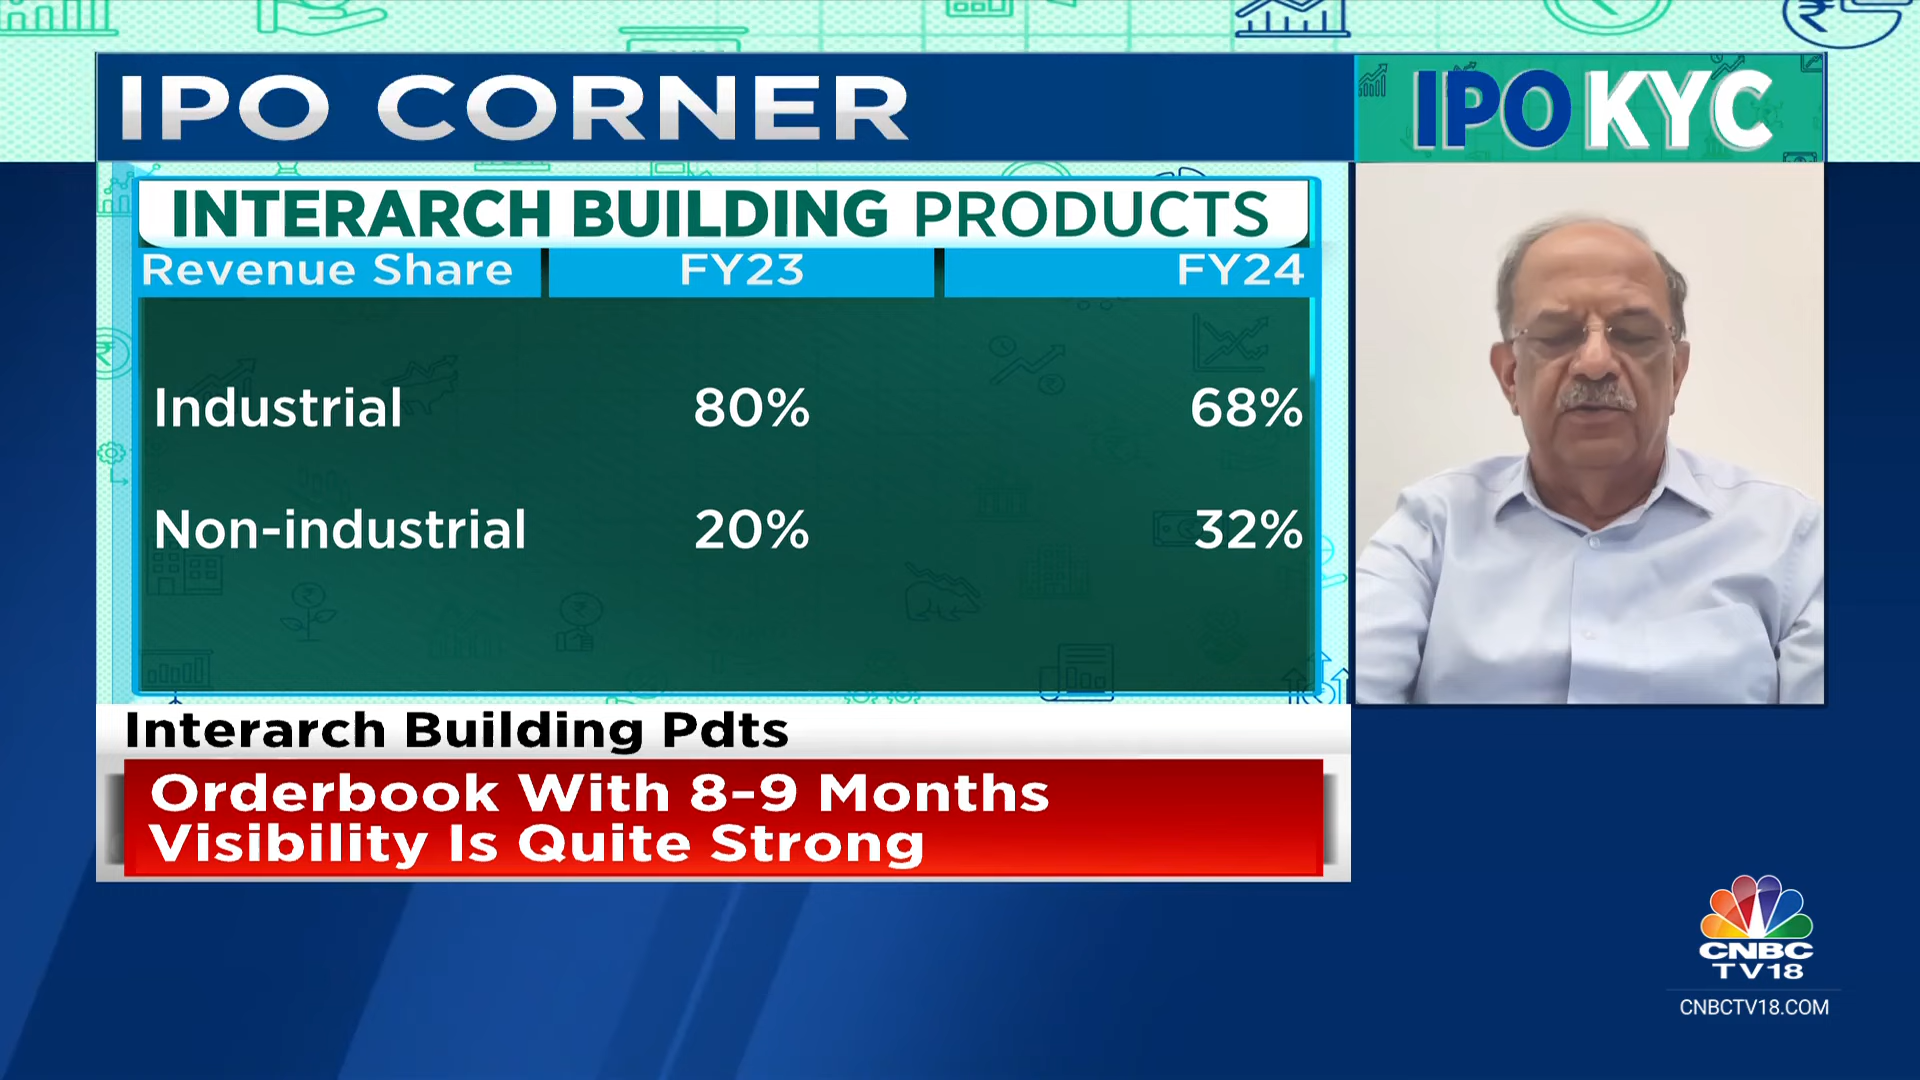 IPO CORNER
IPO KYC
INTERARCH BUILDING PRODUCTS
Revenue Share FY23 FY24
Industrial 80% 68%
Non-industrial 20% 32%
Interarch Building Pdts
Orderbook With 8-9 Months
Visibility Is Quite Strong
CNBC
TV18
CNBCTV18.COM